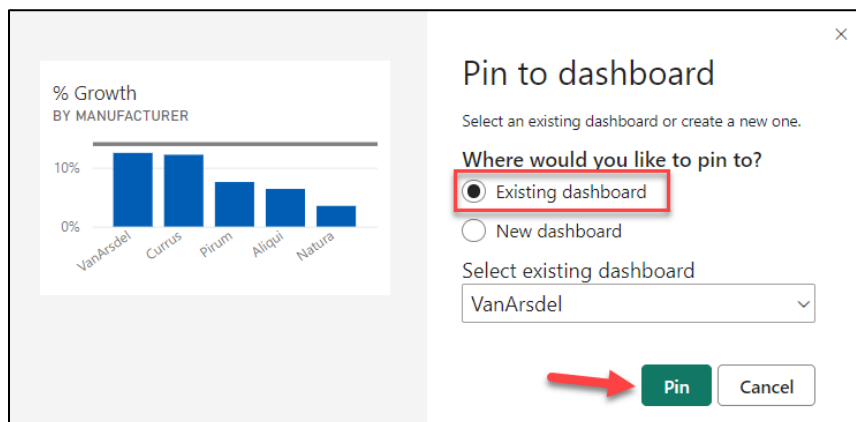 % Growth
BY MANUFACTURER
10%
0%
VanArsdel
Currus
Pirum
Aliqui
Natura
Pin to dashboard
Select an existing dashboard or create a new one.
Where would you like to pin to?
Existing dashboard
New dashboard
Select existing dashboard
VanArsdel
Pin
Cancel